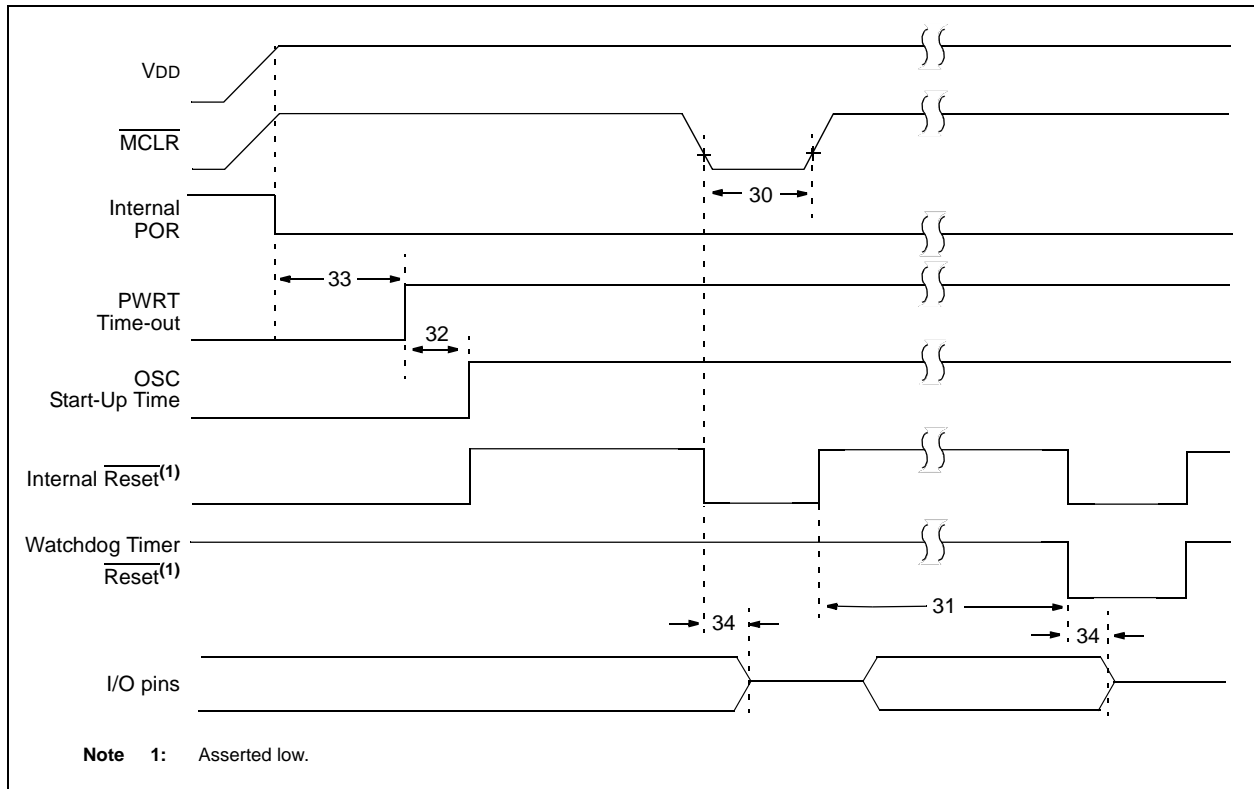 VDD
MCLR
30
Internal
POR
33
PWRT
Time-out
32
OSC
Start-Up Time
Internal Reset(1)
Watchdog Timer
Reset(1)
31
34
34
I/O pins
Note 1: Asserted low.